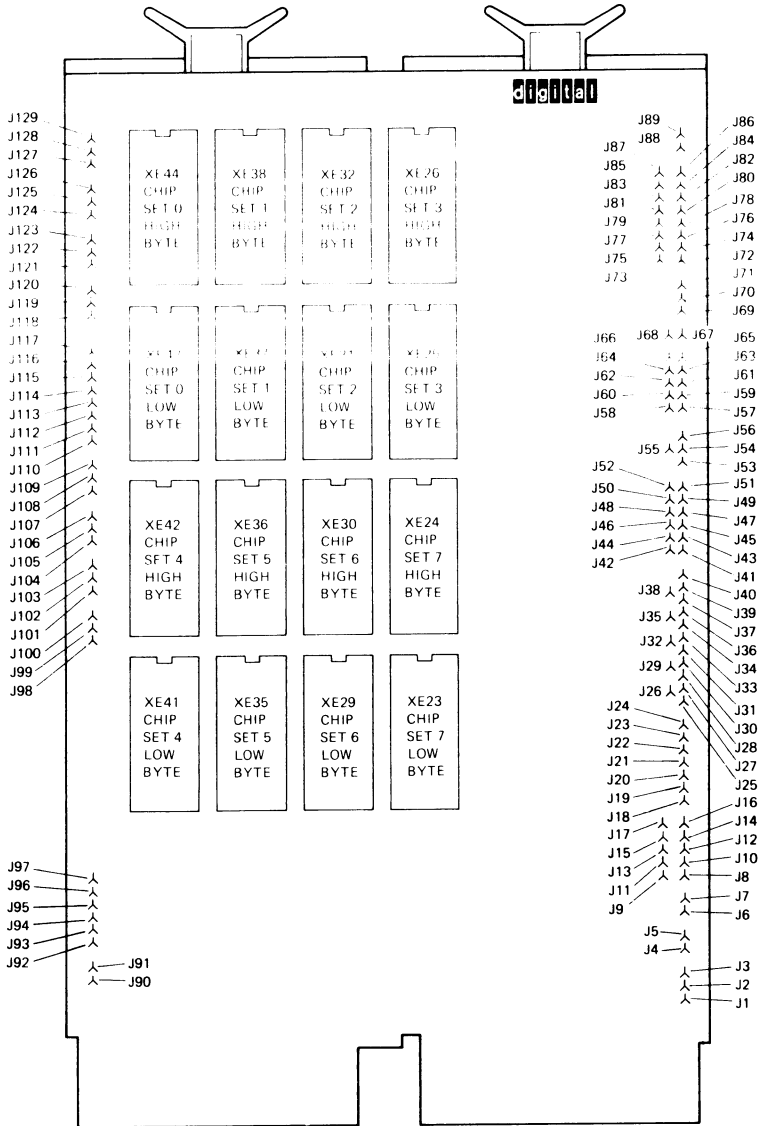 digital
J129
J128
J127
J126
J125
J124
J123
J122
J121
J120
J119
J118
J117
J116
J115
J114
J113
J112
J111
J110
J109
J108
J107
J106
J105
J104
J103
J102
J101
J100
J99
J98
J97
J96
J95
J94
J93
J92
J91
J90
XE44
CHIP
SET 0
HIGH
BYTE
XE38
CHIP
SET 1
HIGH
BYTE
XE32
CHIP
SET 2
HIGH
BYTE
XE26
CHIP
SET 3
HIGH
BYTE
CHIP
SET 0
LOW
BYTE
CHIP
SET 1
LOW
BYTE
CHIP
SET 2
LOW
BYTE
CHIP
SET 3
LOW
BYTE
XE42
CHIP
SET 4
HIGH
BYTE
XE36
CHIP
SET 5
HIGH
BYTE
XE30
CHIP
SET 6
HIGH
BYTE
XE24
CHIP
SET 7
HIGH
BYTE
XE41
CHIP
SET 4
LOW
BYTE
XE35
CHIP
SET 5
LOW
BYTE
XE29
CHIP
SET 6
LOW
BYTE
XE23
CHIP
SET 7
LOW
BYTE
J89
J88
J87
J85
J83
J81
J79
J77
J75
J73
J86
J84
J82
J80
J78
J76
J74
J72
J71
J70
J69
J66
J68
J67
J65
J64
J63
J62
J61
J60
J59
J58
J57
J56
J55
J54
J53
J52
J51
J50
J49
J48
J47
J46
J45
J44
J43
J42
J41
J40
J38
J39
J37
J35
J36
J34
J32
J33
J31
J29
J30
J28
J26
J27
J25
J24
J23
J22
J21
J20
J19
J18
J17
J16
J15
J14
J13
J12
J11
J10
J9
J8
J7
J6
J5
J4
J3
J2
J1